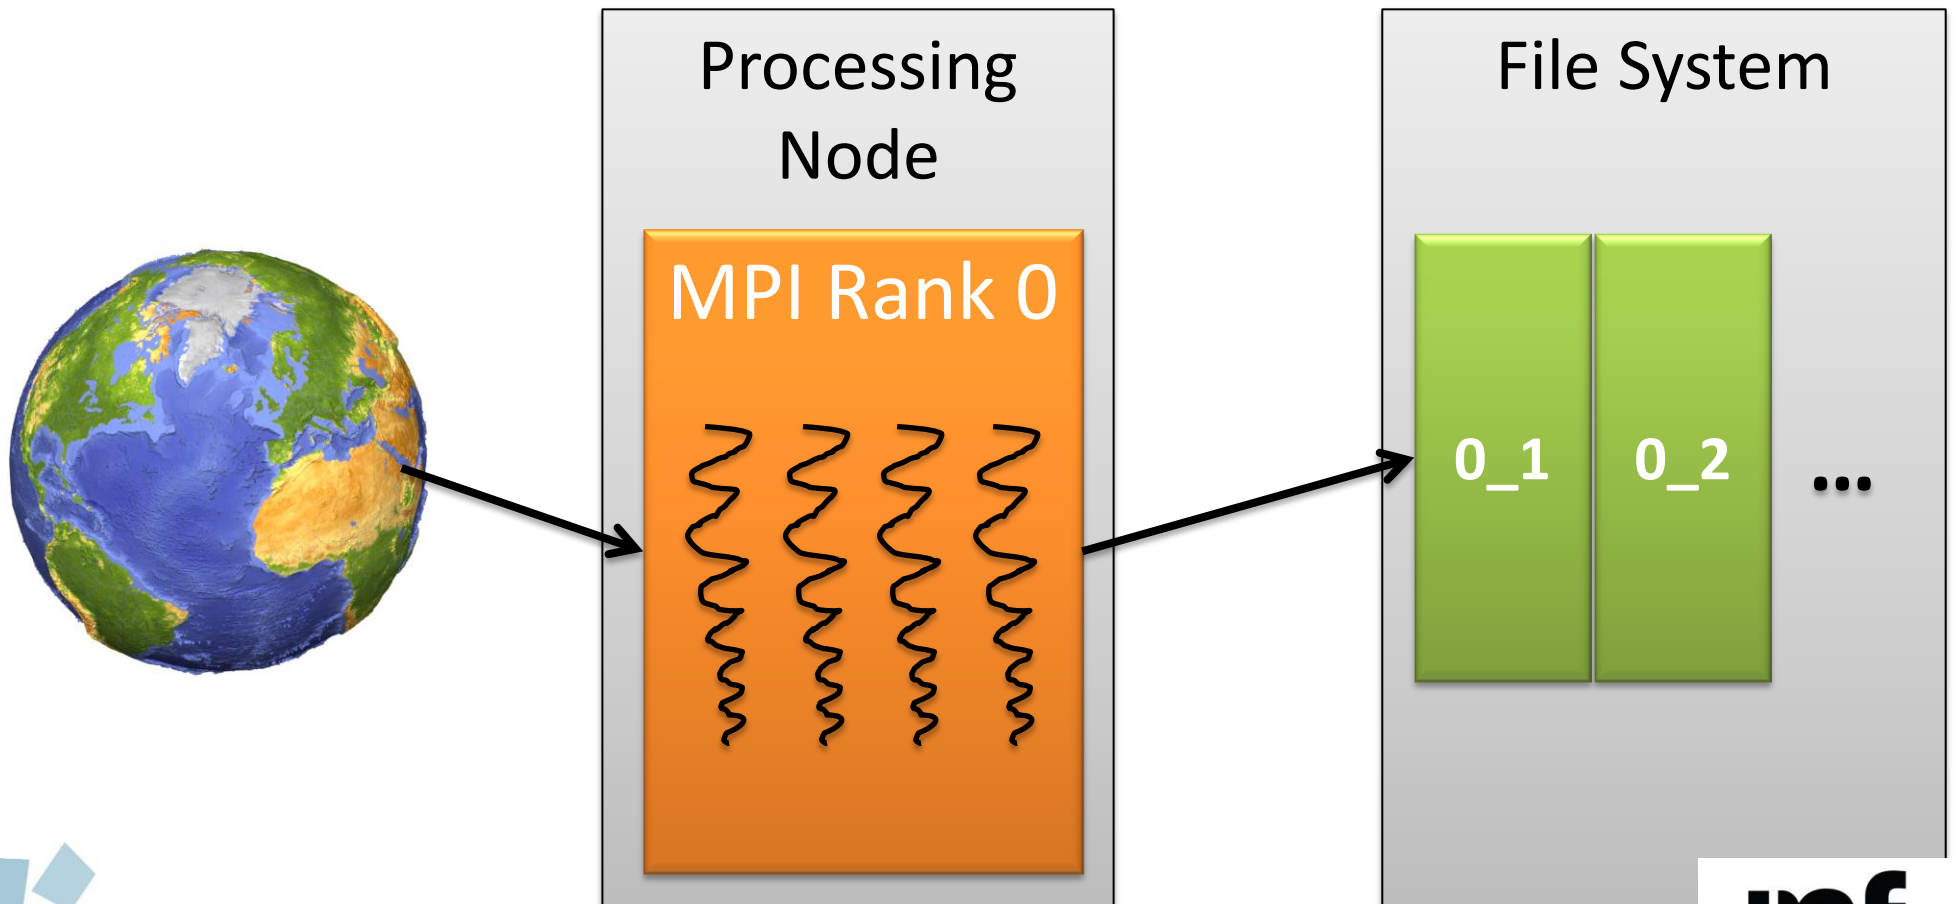 Processing
Node
File System
MPI Rank 0
0_1
0_2
...